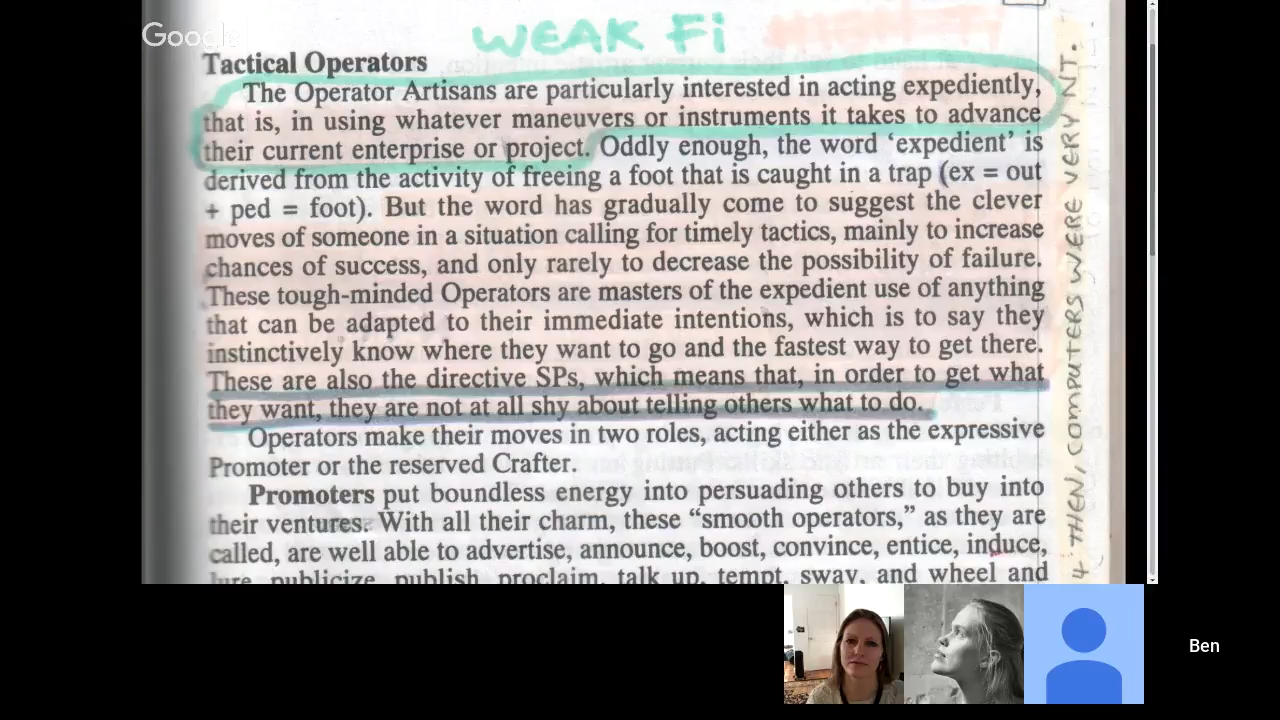 Google
WEAK Fi
Tactical Operators
The Operator Artisans are particularly interested in acting expediently,
that is, in using whatever maneuvers or instruments it takes to advance
their current enterprise or project. Oddly enough, the word ‘expedient’ is
derived from the activity of freeing a foot that is caught in a trap (ex = out
+ ped = foot). But the word has gradually come to suggest the clever
moves of someone in a situation calling for timely tactics, mainly to increase
chances of success, and only rarely to decrease the possibility of failure.
These tough-minded Operators are masters of the expedient use of anything
that can be adapted to their immediate intentions, which is to say they
instinctively know where they want to go and the fastest way to get there.
These are also the directive SPs, which means that, in order to get what
they want, they are not at all shy about telling others what to do.
Operators make their moves in two roles, acting either as the expressive
Promoter or the reserved Crafter.
Promoters put boundless energy into persuading others to buy into
their ventures. With all their charm, these “smooth operators,” as they are
called, are well able to advertise, announce, boost, convince, entice, induce,
lure, publicize, publish, proclaim, talk up, tempt, sway, and wheel and
THEN, COMPUTERS WERE VERY NT.
Ben